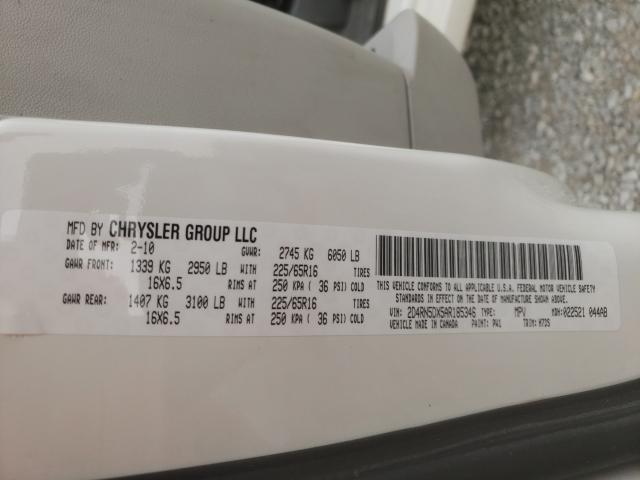 MFD BY CHRYSLER GROUP LLC
DATE OF MFR: 2-10 GVWR: 2745 KG 6050 LB
GAWR FRONT: 1339 KG 2950 LB WITH 225/65R16 TIRES
16X6.5 RIMS AT 250 KPA ( 36 PSI) COLD
GAWR REAR: 1407 KG 3100 LB WITH 225/65R16 TIRES
16X6.5 RIMS AT 250 KPA ( 36 PSI) COLD
THIS VEHICLE CONFORMS TO ALL APPLICABLE U.S.A. FEDERAL MOTOR VEHICLE SAFETY
STANDARDS IN EFFECT ON THE DATE OF MANUFACTURE SHOWN ABOVE.
VIN: 2D4RN5DX5AR185346 TYPE: MPV MDH: 022521 044AB
VEHICLE MADE IN CANADA PAINT: PW1 TRIM: M7DS